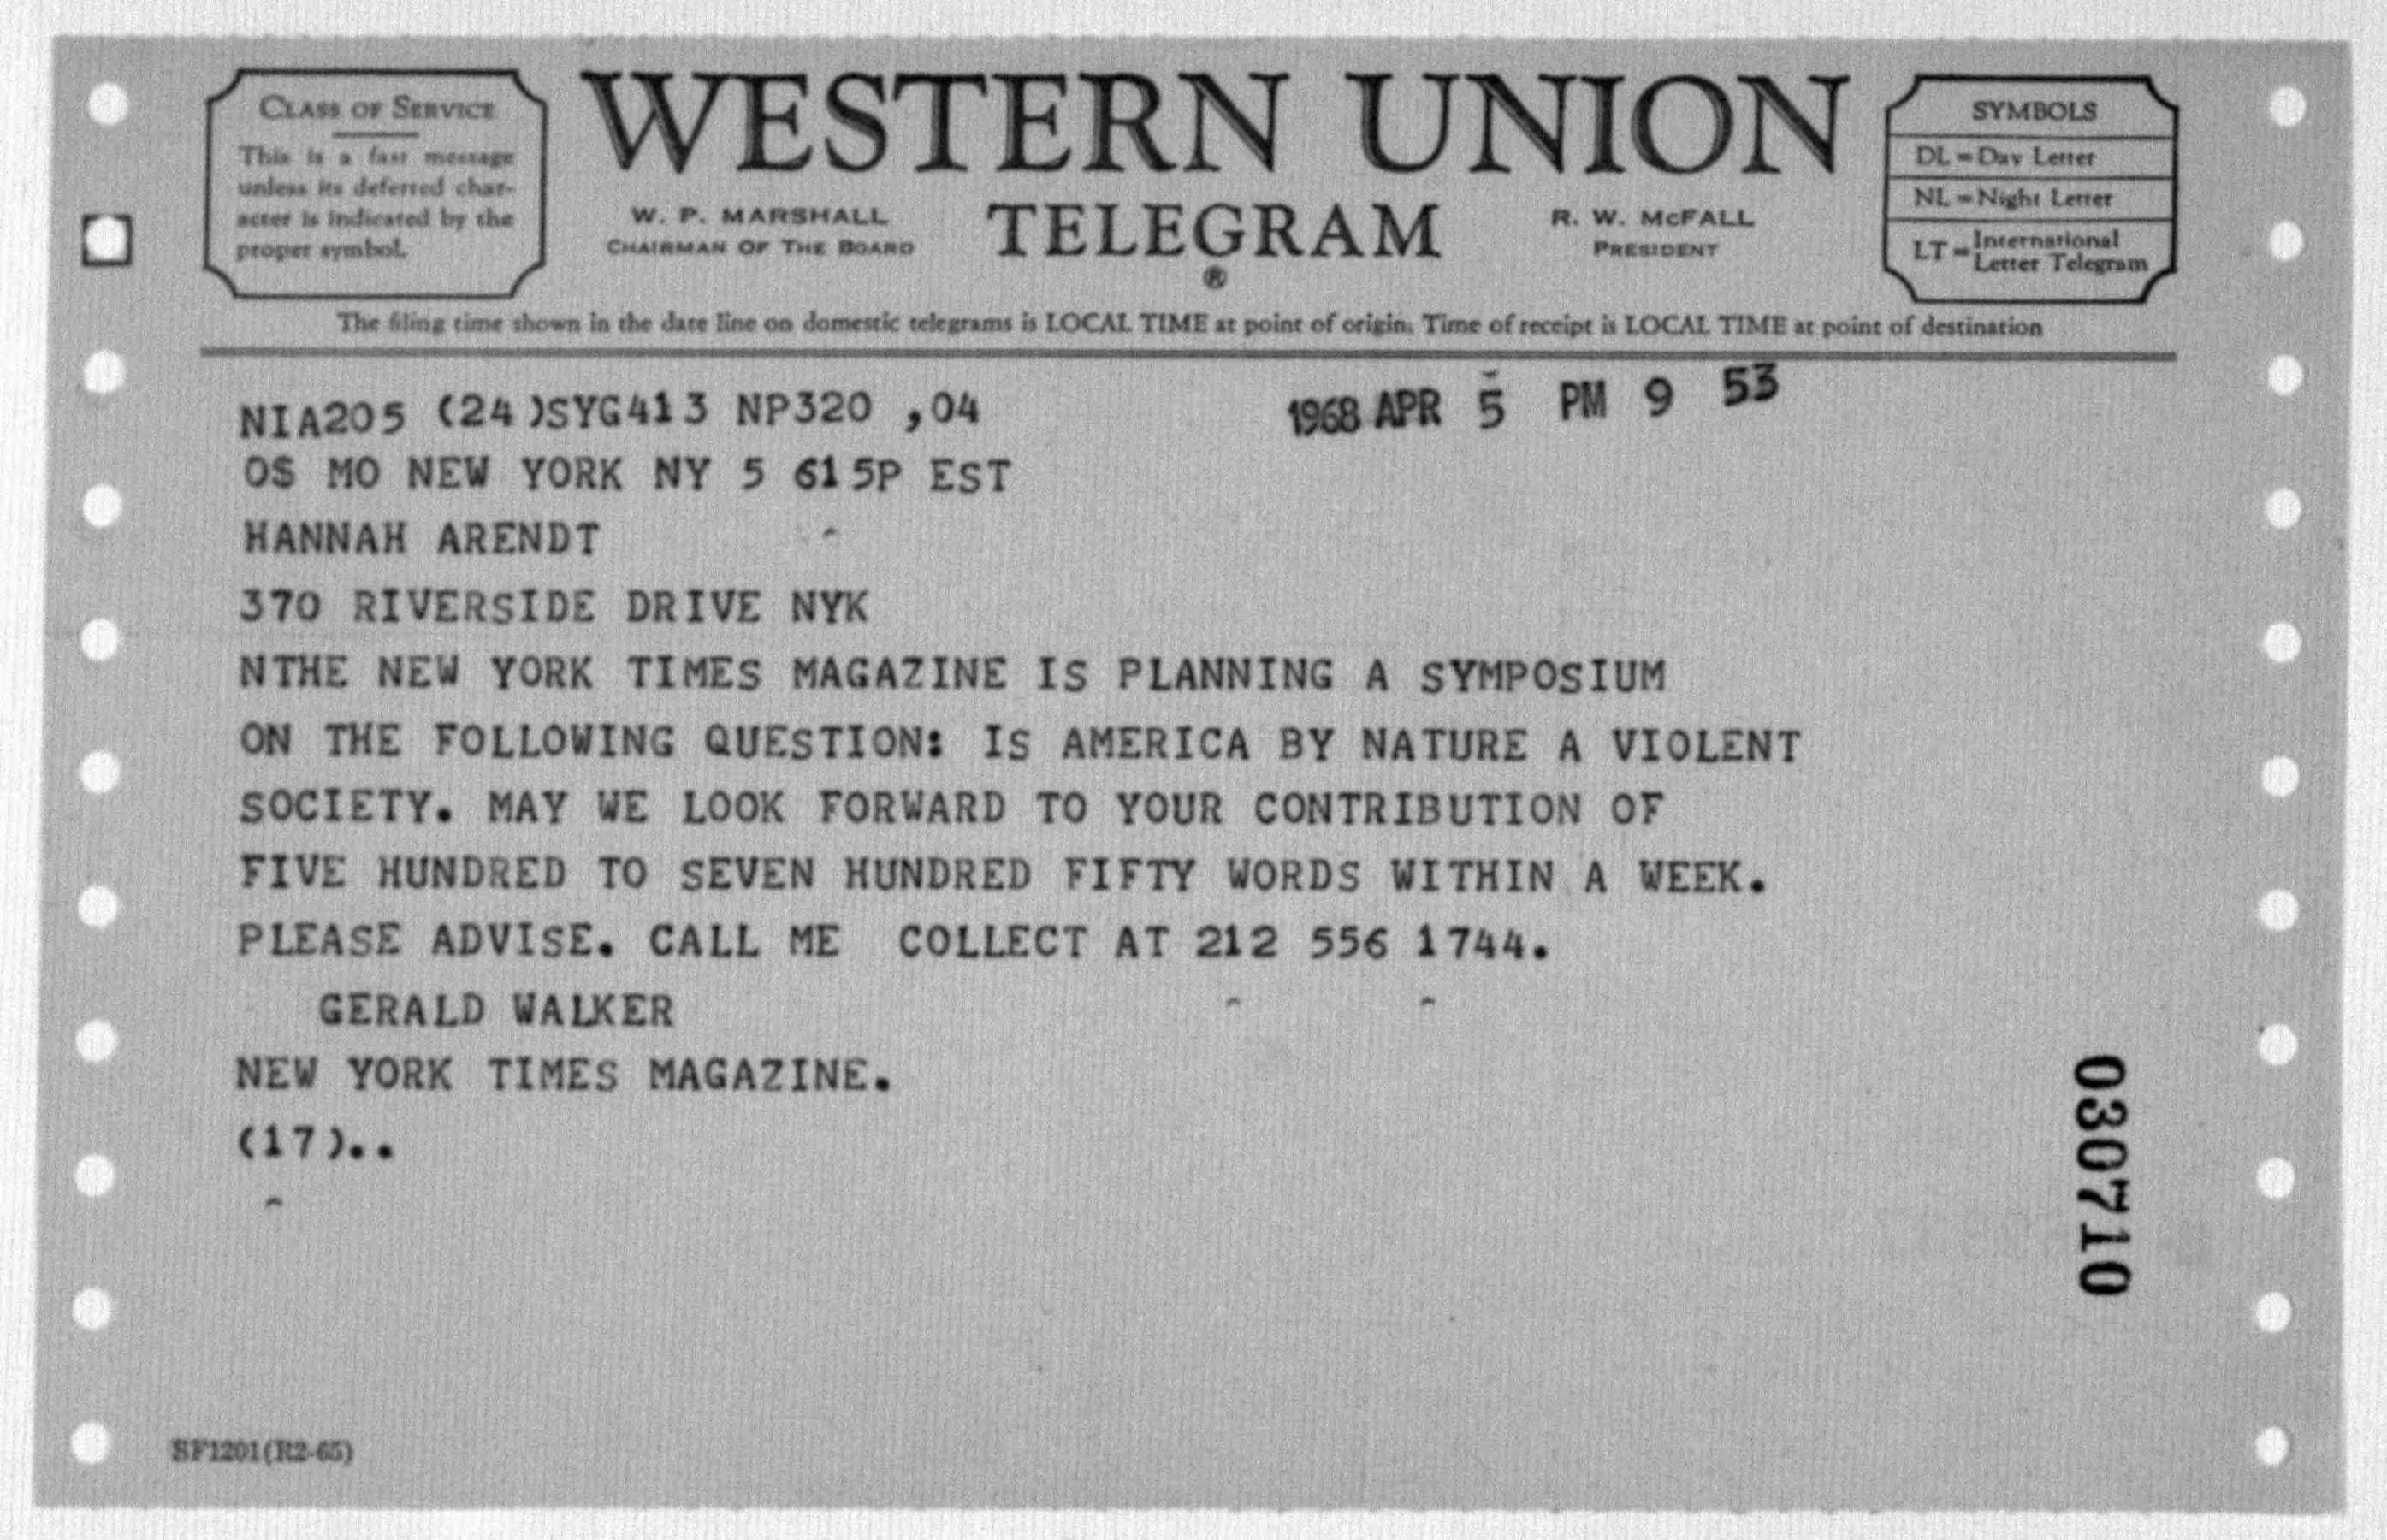 CLASS OF SERVICE
This is a fast message
unless its deferred char-
acter is indicated by the
proper symbol.
WESTERN UNION
TELEGRAM
®
W. P. MARSHALL
CHAIRMAN OF THE BOARD
R. W. McFALL
PRESIDENT
SYMBOLS
DL = Day Letter
NL = Night Letter
LT = International
Letter Telegram
The filing time shown in the date line on domestic telegrams is LOCAL TIME at point of origin. Time of receipt is LOCAL TIME at point of destination
NIA205 (24)SYG413 NP320 ,04
1968 APR 5 PM 9 53
OS MO NEW YORK NY 5 615P EST
HANNAH ARENDT
370 RIVERSIDE DRIVE NYK
NTHE NEW YORK TIMES MAGAZINE IS PLANNING A SYMPOSIUM
ON THE FOLLOWING QUESTION: IS AMERICA BY NATURE A VIOLENT
SOCIETY. MAY WE LOOK FORWARD TO YOUR CONTRIBUTION OF
FIVE HUNDRED TO SEVEN HUNDRED FIFTY WORDS WITHIN A WEEK.
PLEASE ADVISE. CALL ME COLLECT AT 212 556 1744.
GERALD WALKER
NEW YORK TIMES MAGAZINE.
(17)..
030710
SF1201(R2-65)